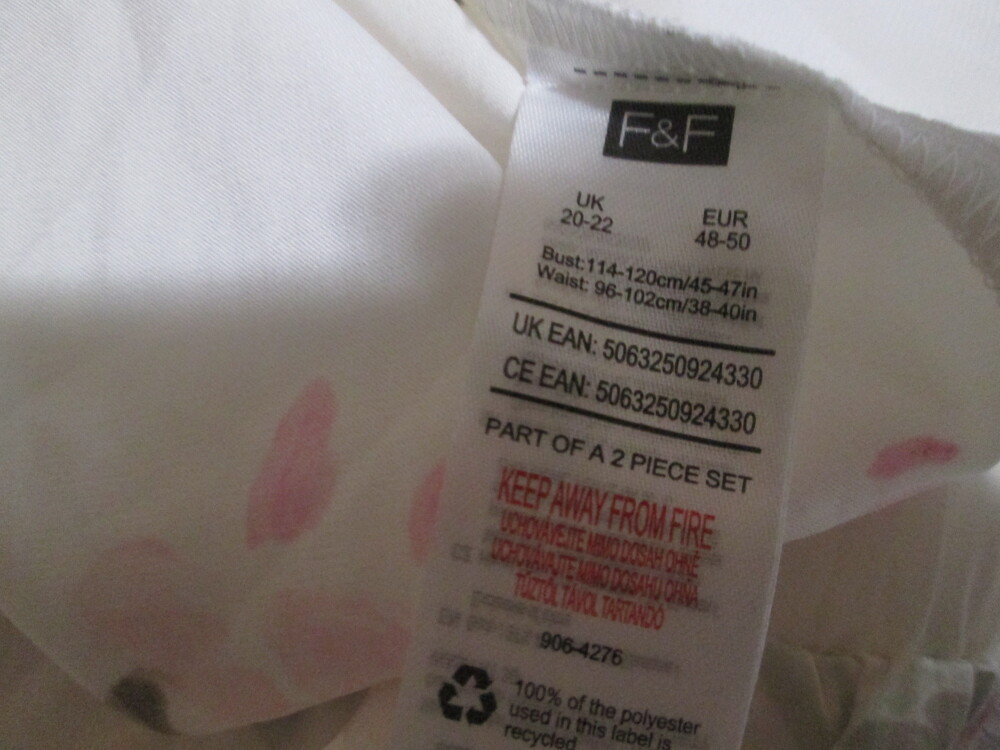 F&F
UK EUR
20-22 48-50
Bust:114-120cm/45-47in
Waist: 96-102cm/38-40in
UK EAN: 5063250924330
CE EAN: 5063250924330
PART OF A 2 PIECE SET
KEEP AWAY FROM FIRE
UCHOVÁVEJTE MIMO DOSAH OHNĚ
UCHOVÁVAJTE MIMO DOSAHU OHŇA
TŰZTŐL TÁVOL TARTANDÓ
906-4276
100% of the polyester
used in this label is
recycled